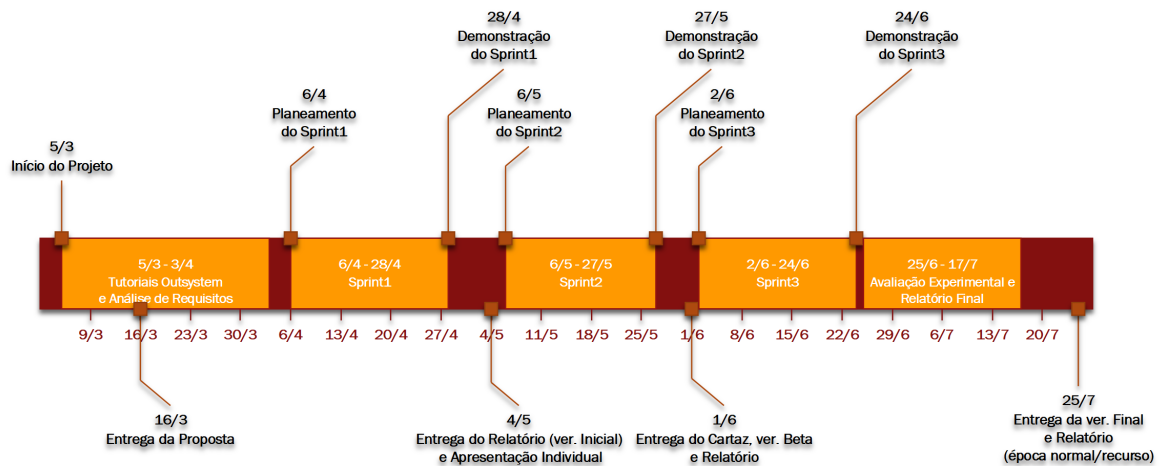 28/4
Demonstração
do Sprint1
27/5
Demonstração
do Sprint2
24/6
Demonstração
do Sprint3
6/4
Planeamento
do Sprint1
6/5
Planeamento
do Sprint2
2/6
Planeamento
do Sprint3
5/3
Início do Projeto
5/3 - 3/4
Tutoriais Outsystem
e Análise de Requisitos
6/4 - 28/4
Sprint1
6/5 - 27/5
Sprint2
2/6 - 24/6
Sprint3
25/6 - 17/7
Avaliação Experimental e
Relatório Final
9/3 16/3 23/3 30/3 6/4 13/4 20/4 27/4 4/5 11/5 18/5 25/5 1/6 8/6 15/6 22/6 29/6 6/7 13/7 20/7
16/3
Entrega da Proposta
4/5
Entrega do Relatório (ver. Inicial)
e Apresentação Individual
1/6
Entrega do Cartaz, ver. Beta
e Relatório
25/7
Entrega da ver. Final
e Relatório
(época normal/recurso)